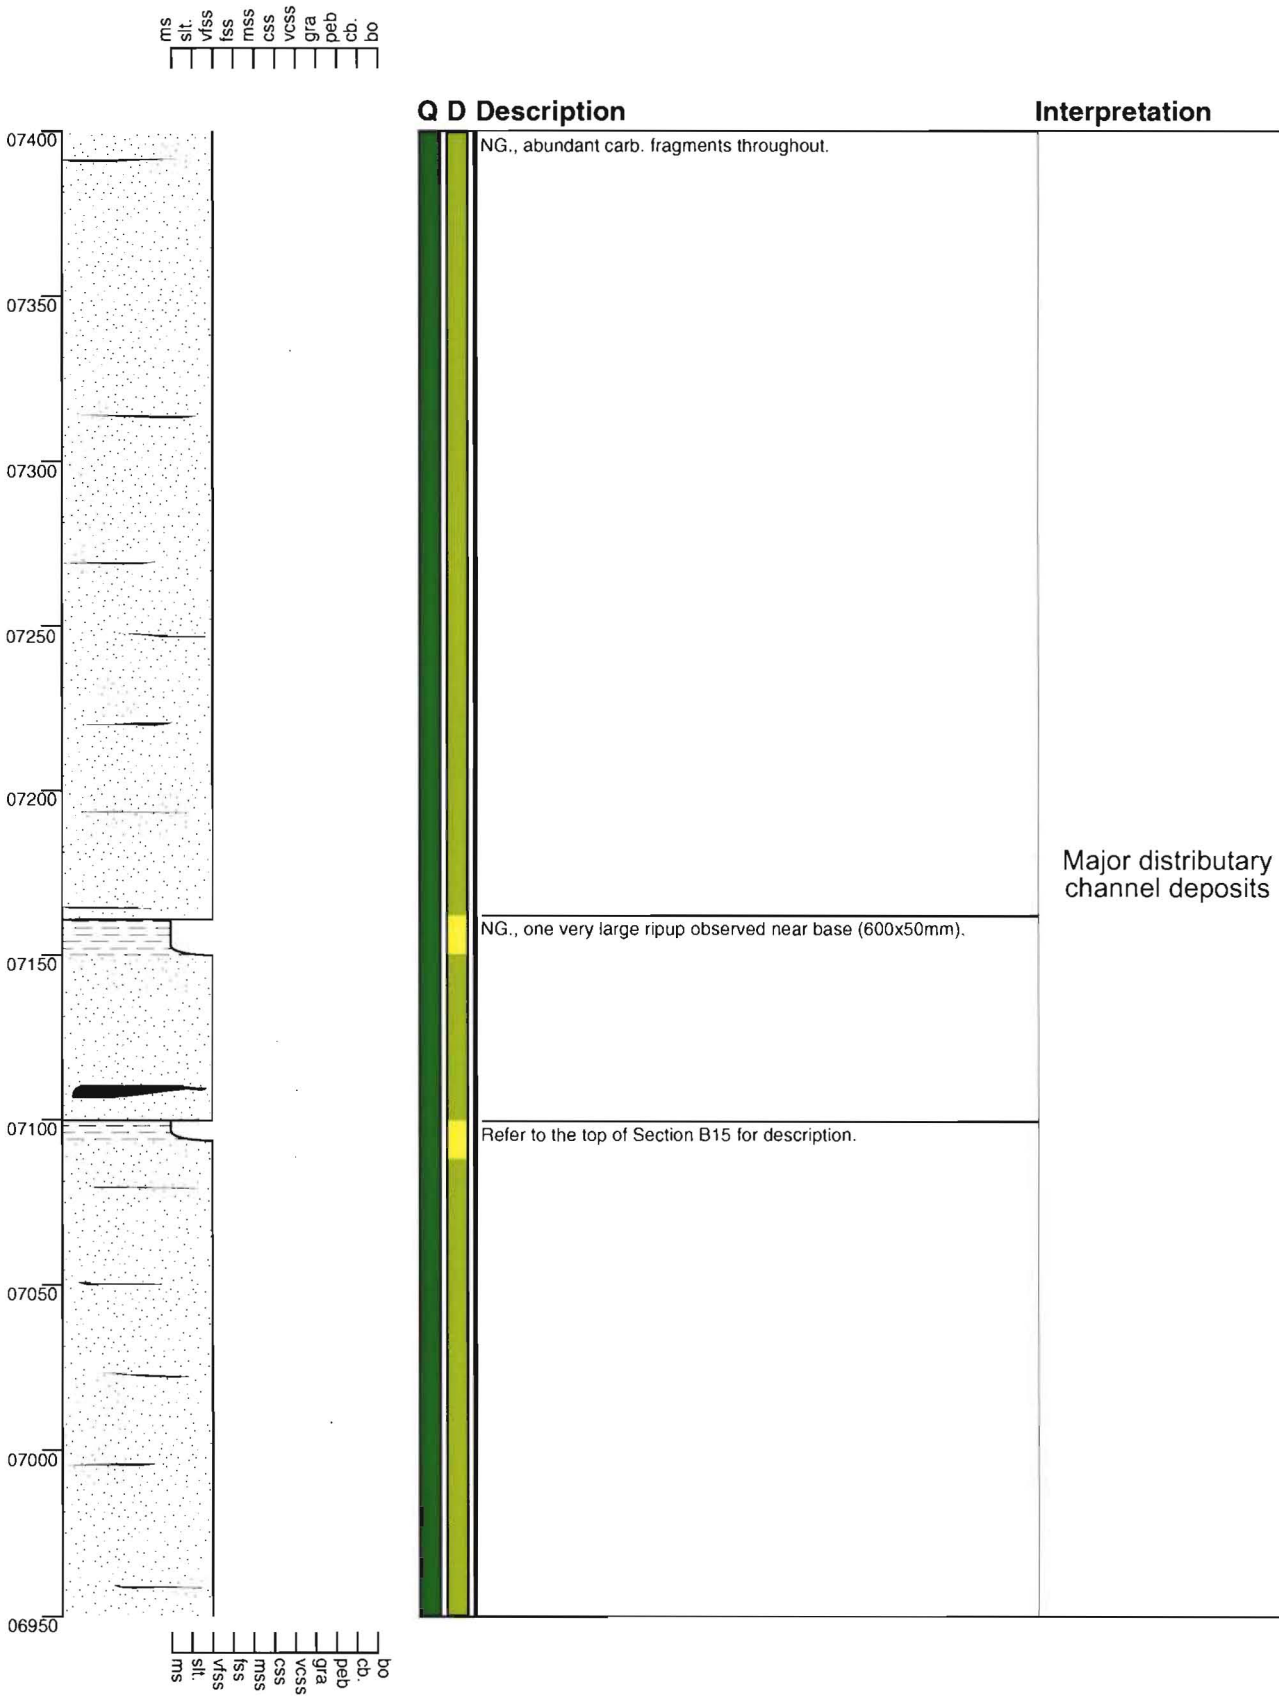 ms slt. vfss fss mss css vcss gra peb cb. bo
Q D Description Interpretation
07400
NG., abundant carb. fragments throughout.
07350
07300
07250
07200
Major distributary
channel deposits
NG., one very large ripup observed near base (600x50mm).
07150
07100
Refer to the top of Section B15 for description.
07050
07000
06950
ms slt. vfss fss mss css vcss gra peb cb. bo